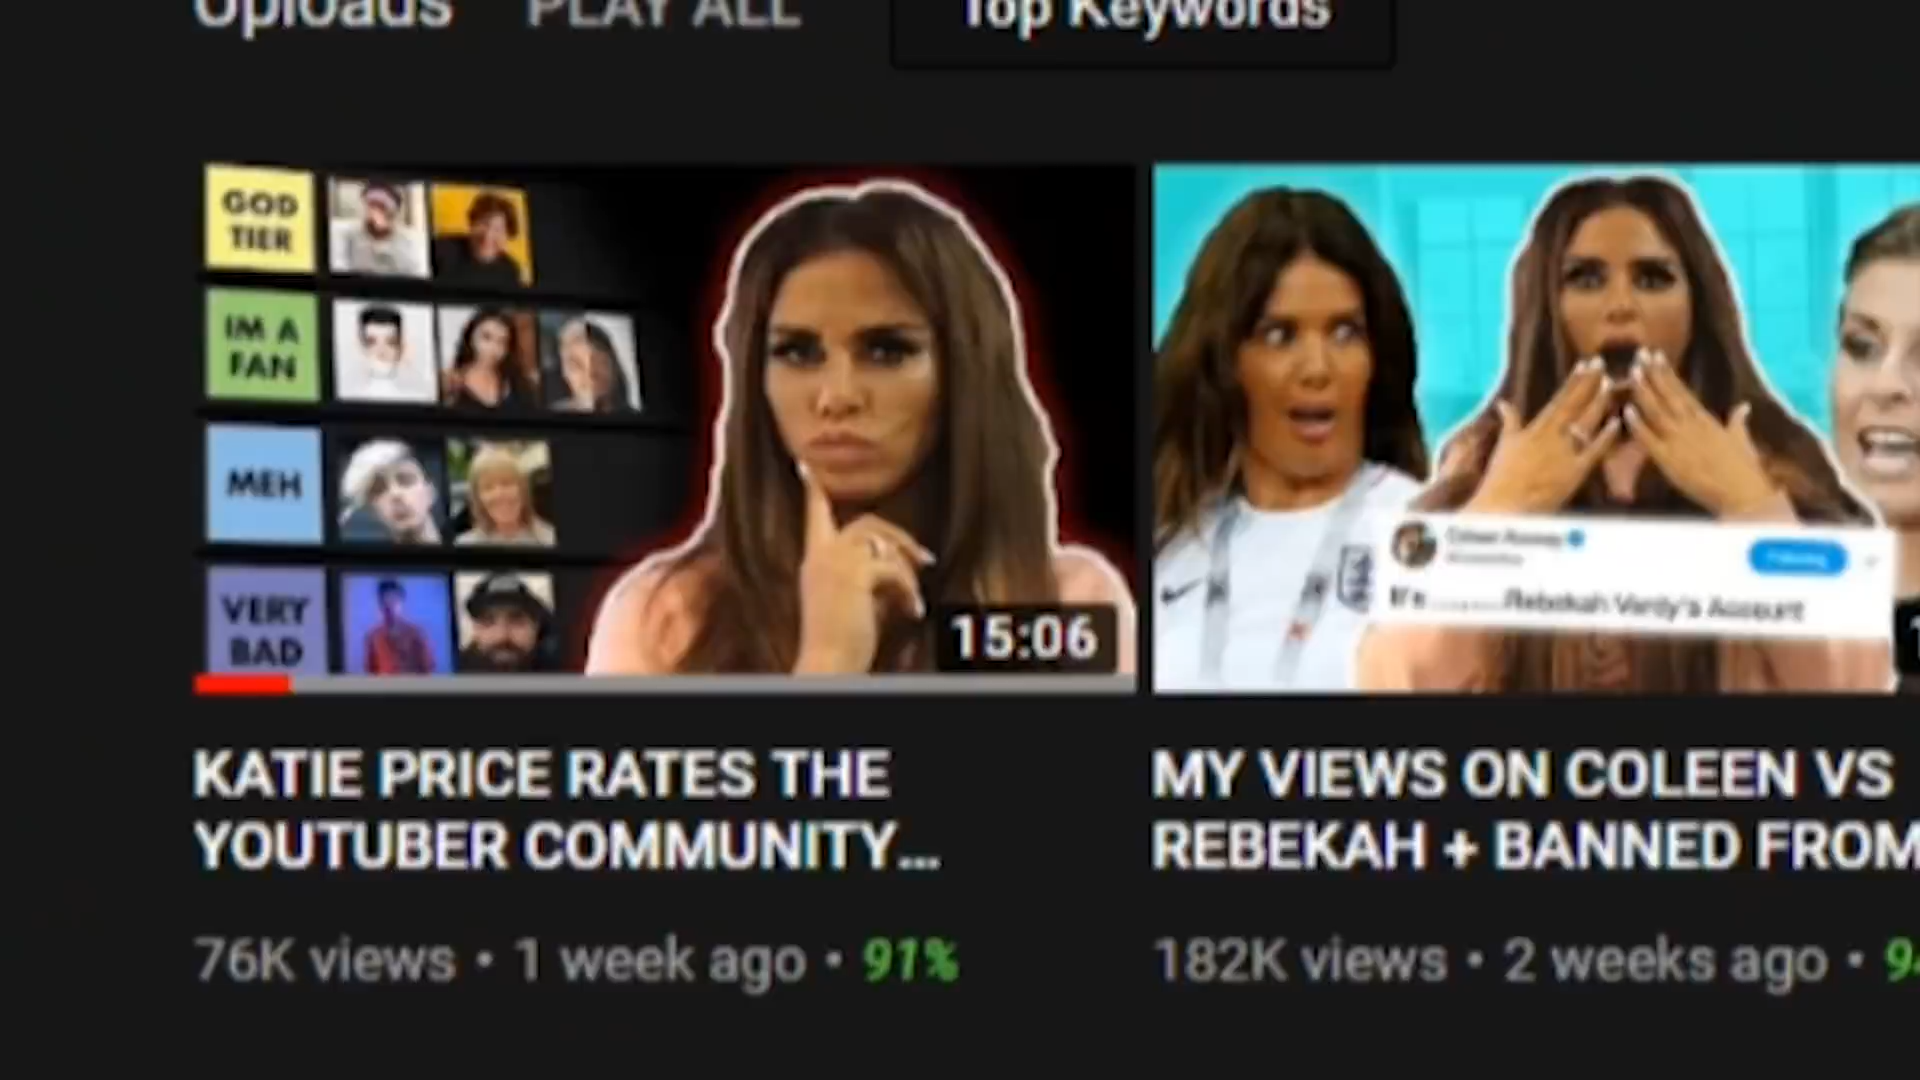 Uploads PLAY ALL Top Keywords
GOD
TIER
IM A
FAN
MEH
VERY
BAD
15:06
It's..........Rebekah Vardy's Account
KATIE PRICE RATES THE
YOUTUBER COMMUNITY...
76K views • 1 week ago • 91%
MY VIEWS ON COLEEN VS
REBEKAH + BANNED FROM
182K views • 2 weeks ago •